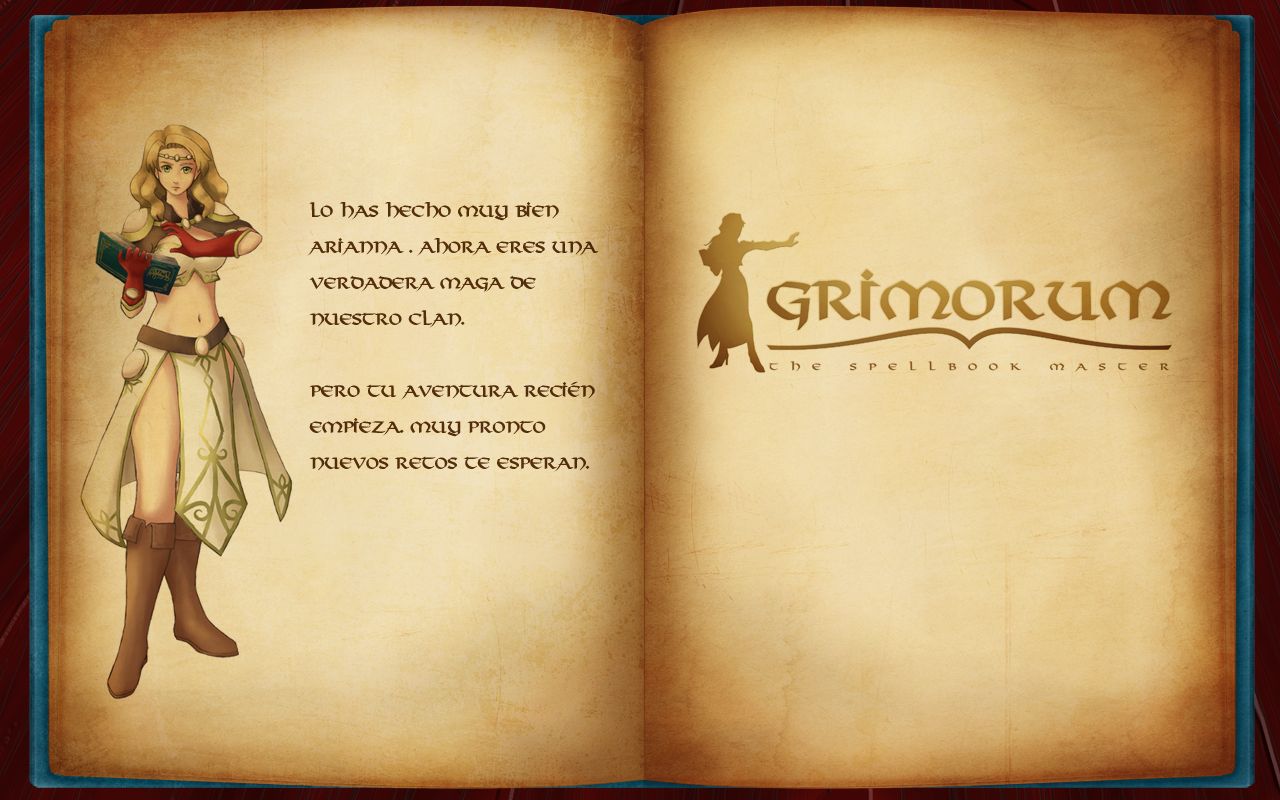 Lo has hecho muy bien
Arianna . Ahora eres una
verdadera maga de
nuestro clan.
Pero tu aventura recién
empieza. Muy pronto
nuevos retos te esperan.
GRIMORUM
THE SPELLBOOK MASTER